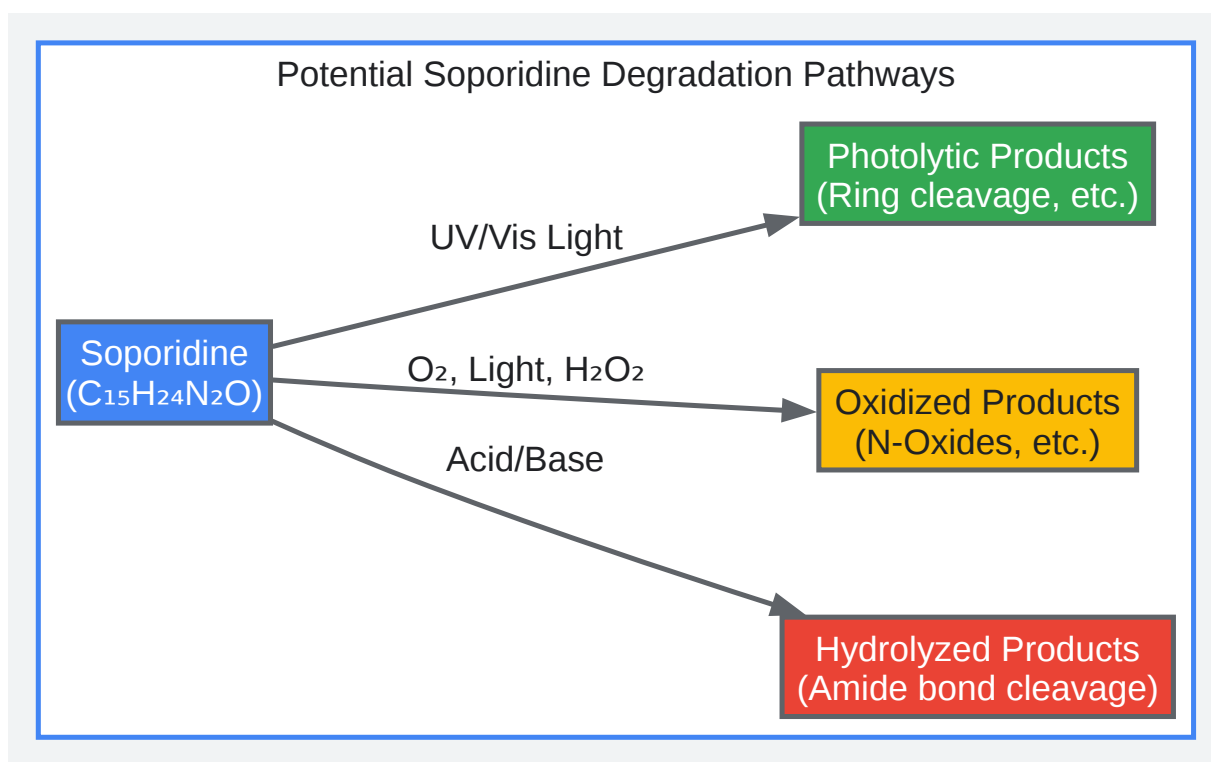 Potential Soporidine Degradation Pathways
Photolytic Products
(Ring cleavage, etc.)
UV/Vis Light
Soporidine
(C₁₅H₂₄N₂O)
O₂, Light, H₂O₂
Oxidized Products
(N-Oxides, etc.)
Acid/Base
Hydrolyzed Products
(Amide bond cleavage)